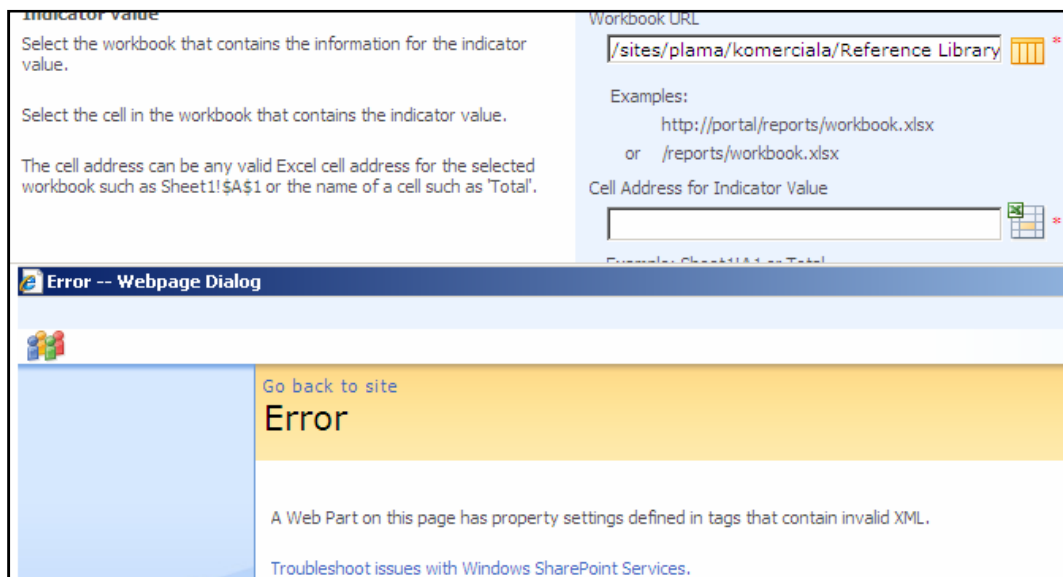 Indicator Value
Select the workbook that contains the information for the indicator
value.
Select the cell in the workbook that contains the indicator value.
The cell address can be any valid Excel cell address for the selected
workbook such as Sheet1!$A$1 or the name of a cell such as 'Total'.
Workbook URL
/sites/plama/komerciala/Reference Library
*
Examples:
http://portal/reports/workbook.xlsx
or /reports/workbook.xlsx
Cell Address for Indicator Value
*
Example: Sheet1!A1 or Total
Error -- Webpage Dialog
Go back to site
Error
A Web Part on this page has property settings defined in tags that contain invalid XML.
Troubleshoot issues with Windows SharePoint Services.